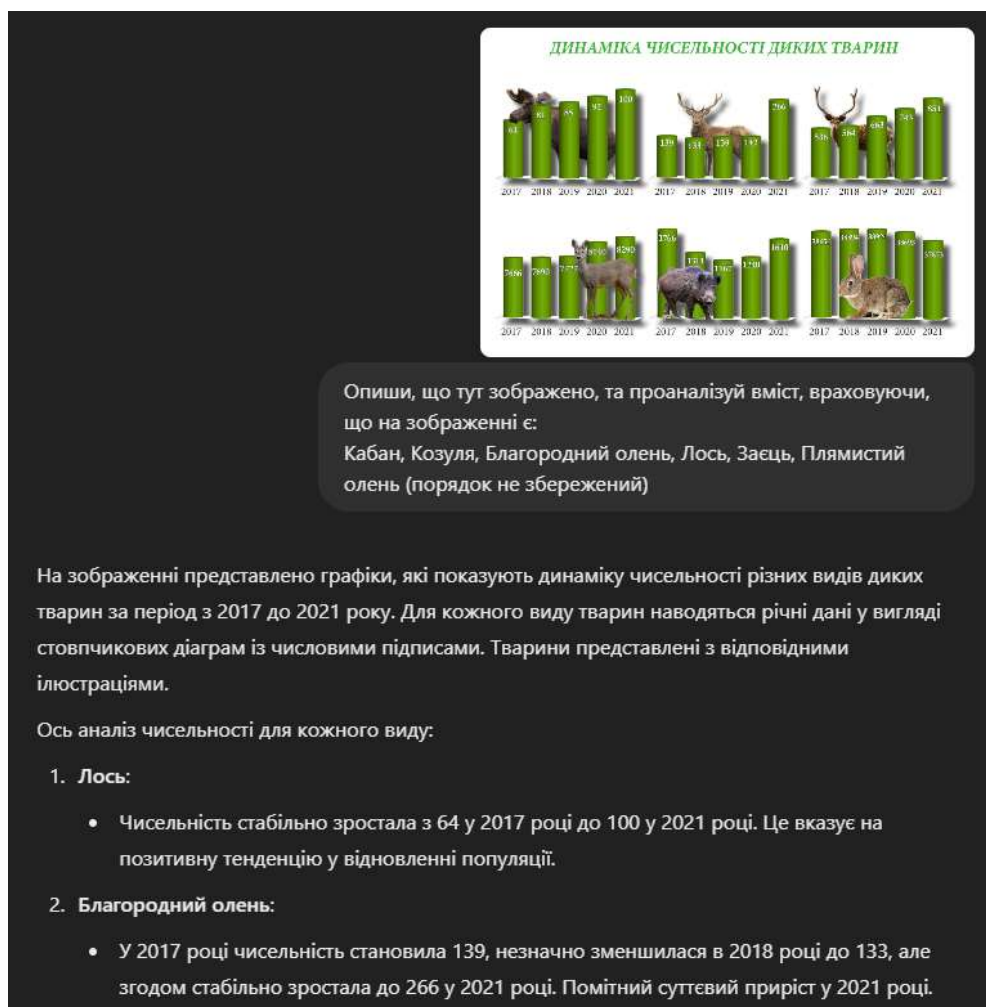 ДИНАМІКА ЧИСЕЛЬНОСТІ ДИКИХ ТВАРИН
100
266
139
2017 2018 2019 2020 2021 2017 2018 2019 2020 2021 2017 2018 2019 2020 2021
8290
3766
2017 2018 2019 2020 2021 2017 2018 2019 2020 2021 2017 2018 2019 2020 2021
Опиши, що тут зображено, та проаналізуй вміст, враховуючи,
що на зображенні є:
Кабан, Козуля, Благородний олень, Лось, Заєць, Плямистий
олень (порядок не збережений)
На зображенні представлено графіки, які показують динаміку чисельності різних видів диких
тварин за період з 2017 до 2021 року. Для кожного виду тварин наводяться річні дані у вигляді
стовпчикових діаграм із числовими підписами. Тварини представлені з відповідними
ілюстраціями.
Ось аналіз чисельності для кожного виду:
1. Лось:
• Чисельність стабільно зростала з 64 у 2017 році до 100 у 2021 році. Це вказує на
позитивну тенденцію у відновленні популяції.
2. Благородний олень:
• У 2017 році чисельність становила 139, незначно зменшилася в 2018 році до 133, але
згодом стабільно зростала до 266 у 2021 році. Помітний суттєвий приріст у 2021 році.